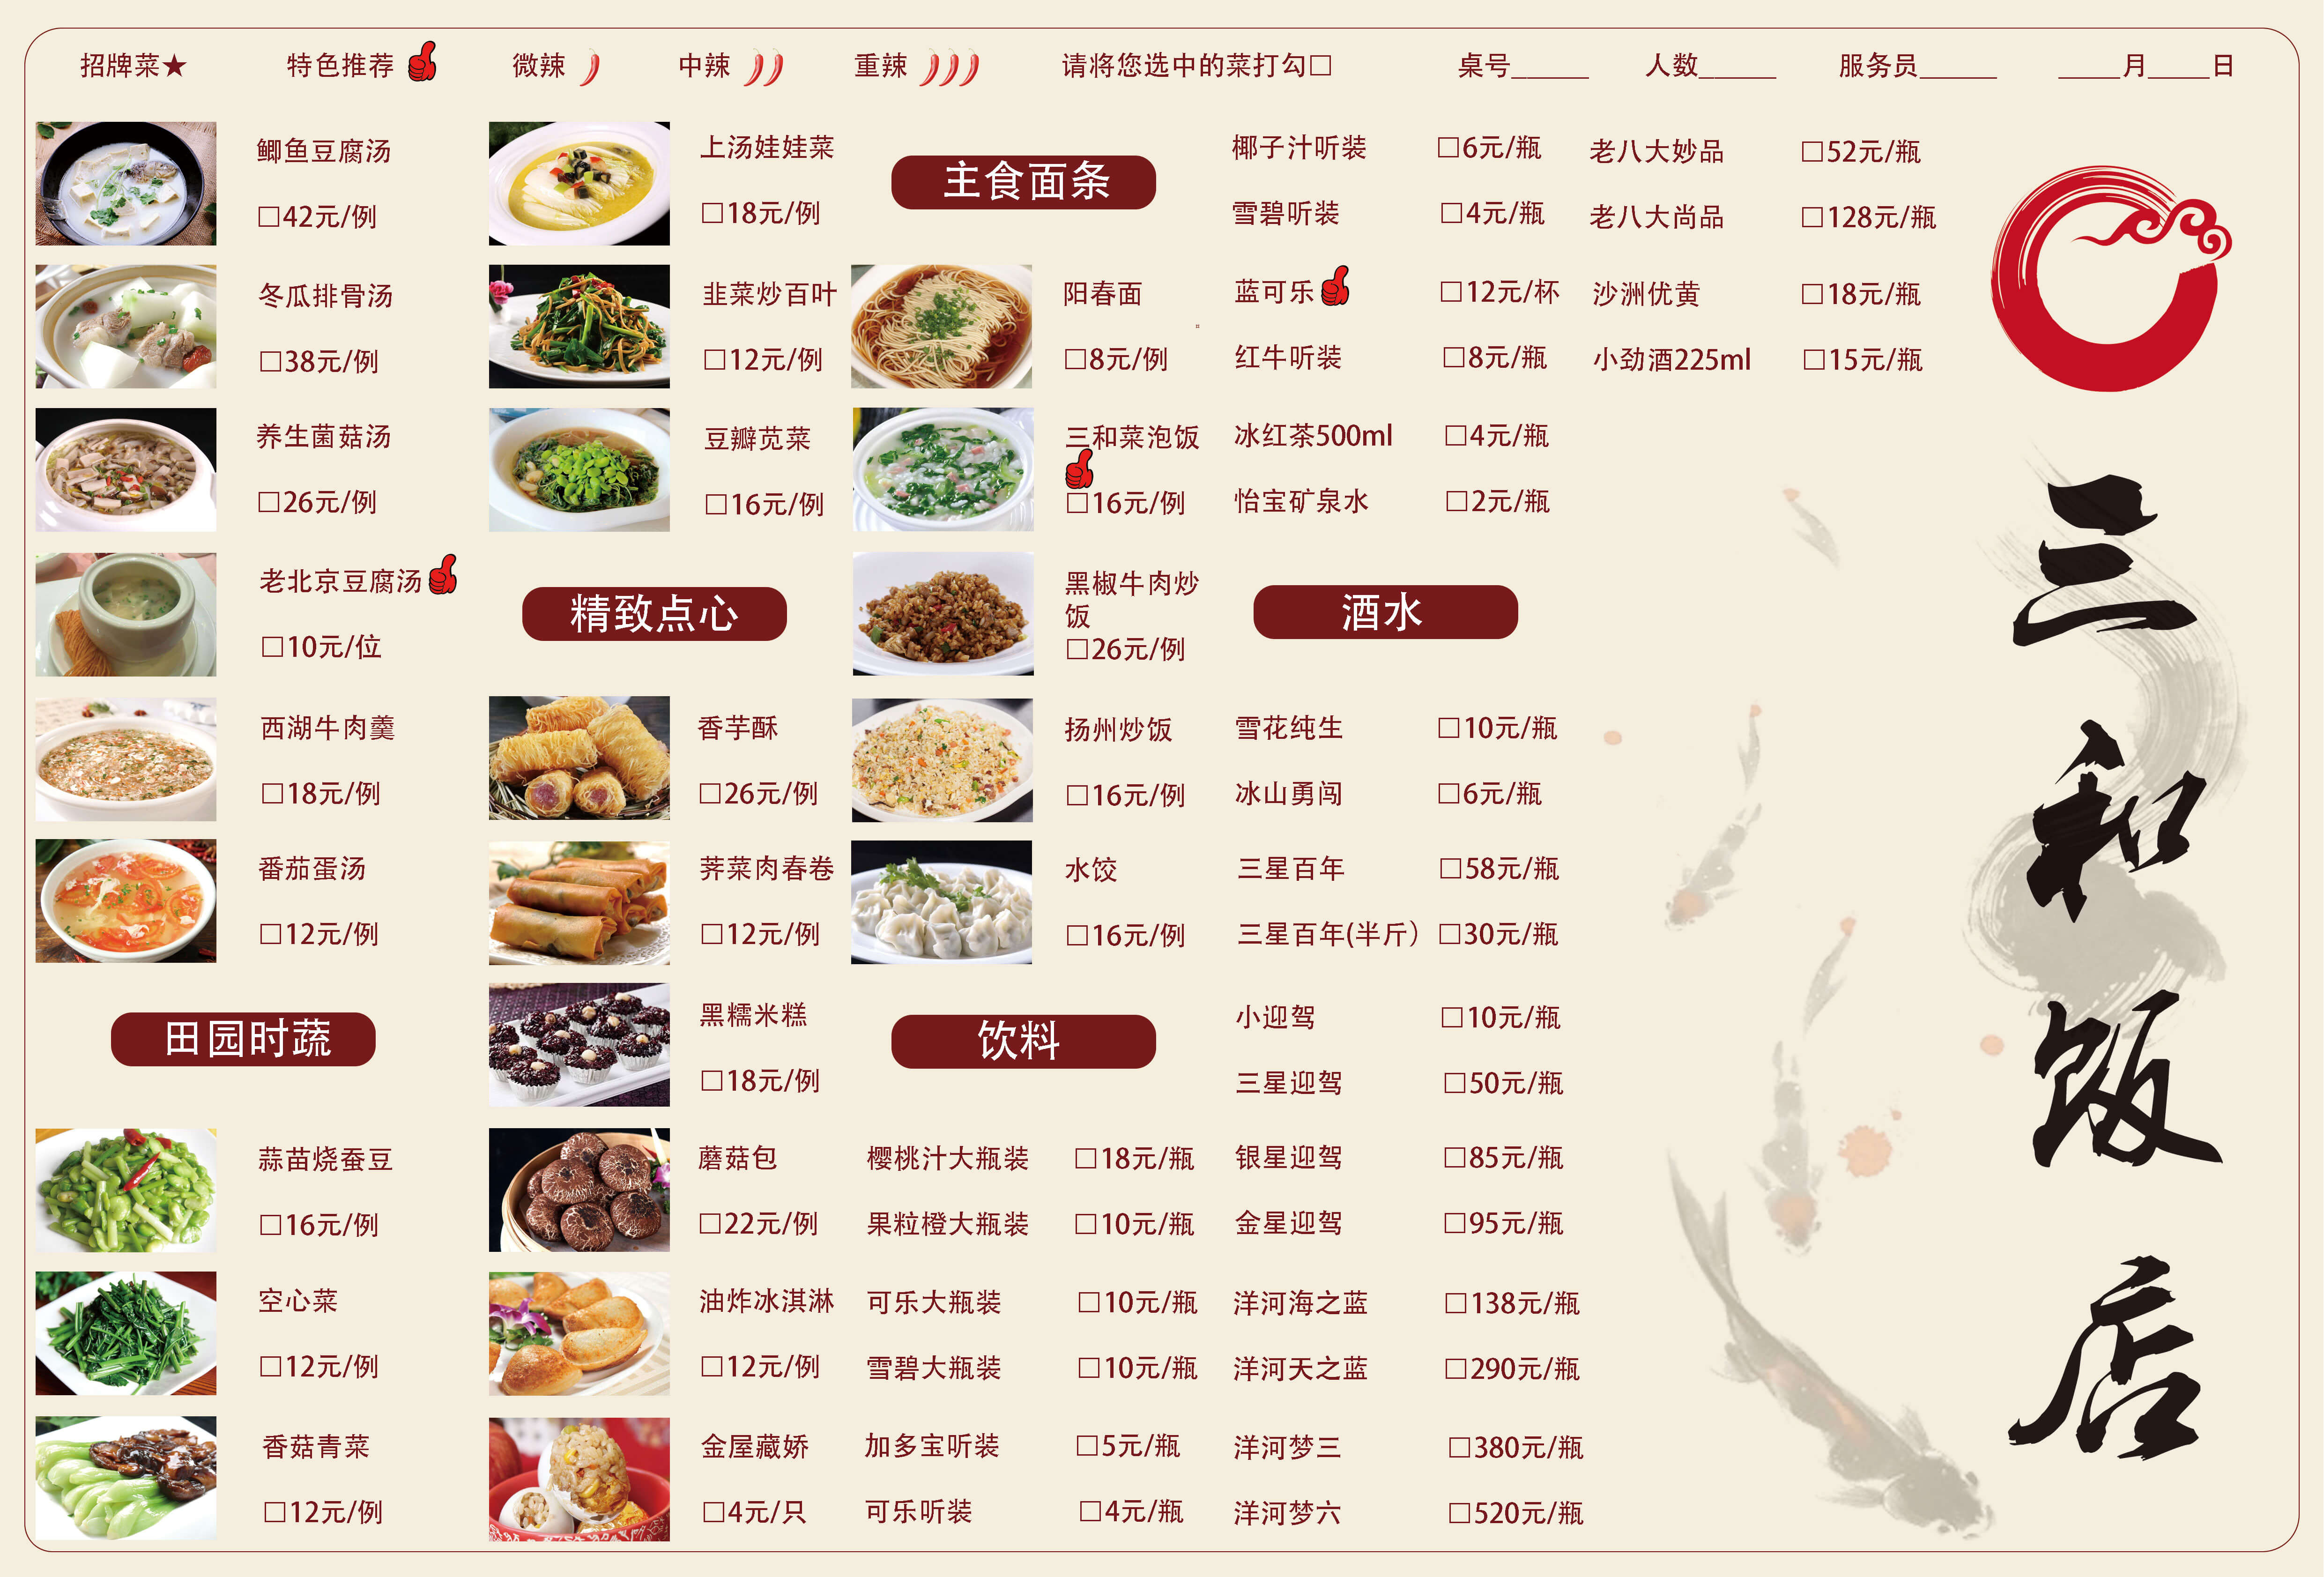 招牌菜★ 特色推荐 微辣 中辣 重辣 请将您选中的菜打勾□ 桌号_____ 人数_____ 服务员_____ ____月____日
鲫鱼豆腐汤
□42元/例
冬瓜排骨汤
□38元/例
养生菌菇汤
□26元/例
老北京豆腐汤
□10元/位
西湖牛肉羹
□18元/例
番茄蛋汤
□12元/例
田园时蔬
蒜苗烧蚕豆
□16元/例
空心菜
□12元/例
香菇青菜
□12元/例
上汤娃娃菜
□18元/例
韭菜炒百叶
□12元/例
豆瓣苋菜
□16元/例
精致点心
香芋酥
□26元/例
荠菜肉春卷
□12元/例
黑糯米糕
□18元/例
蘑菇包
□22元/例
油炸冰淇淋
□12元/例
金屋藏娇
□4元/只
主食面条
阳春面
□8元/例
三和菜泡饭
□16元/例
黑椒牛肉炒
饭
□26元/例
扬州炒饭
□16元/例
水饺
□16元/例
饮料
樱桃汁大瓶装 □18元/瓶
果粒橙大瓶装 □10元/瓶
可乐大瓶装 □10元/瓶
雪碧大瓶装 □10元/瓶
加多宝听装 □5元/瓶
可乐听装 □4元/瓶
椰子汁听装 □6元/瓶
雪碧听装 □4元/瓶
蓝可乐 □12元/杯
红牛听装 □8元/瓶
冰红茶500ml □4元/瓶
怡宝矿泉水 □2元/瓶
酒水
雪花纯生 □10元/瓶
冰山勇闯 □6元/瓶
三星百年 □58元/瓶
三星百年(半斤） □30元/瓶
小迎驾 □10元/瓶
三星迎驾 □50元/瓶
银星迎驾 □85元/瓶
金星迎驾 □95元/瓶
洋河海之蓝 □138元/瓶
洋河天之蓝 □290元/瓶
洋河梦三 □380元/瓶
洋河梦六 □520元/瓶
老八大妙品 □52元/瓶
老八大尚品 □128元/瓶
沙洲优黄 □18元/瓶
小劲酒225ml □15元/瓶
三和饭店